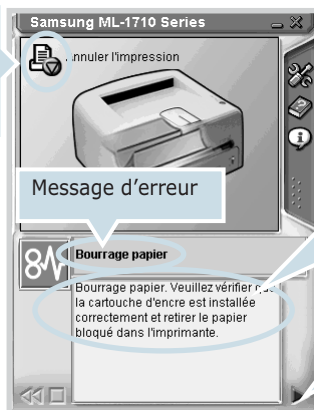 Samsung ML-1710 Series
Annuler l'impression
Message d'erreur
Bourrage papier
Bourrage papier. Veuillez vérifier que
la cartouche d'encre est installée
correctement et retirer le papier
bloqué dans l'imprimante.